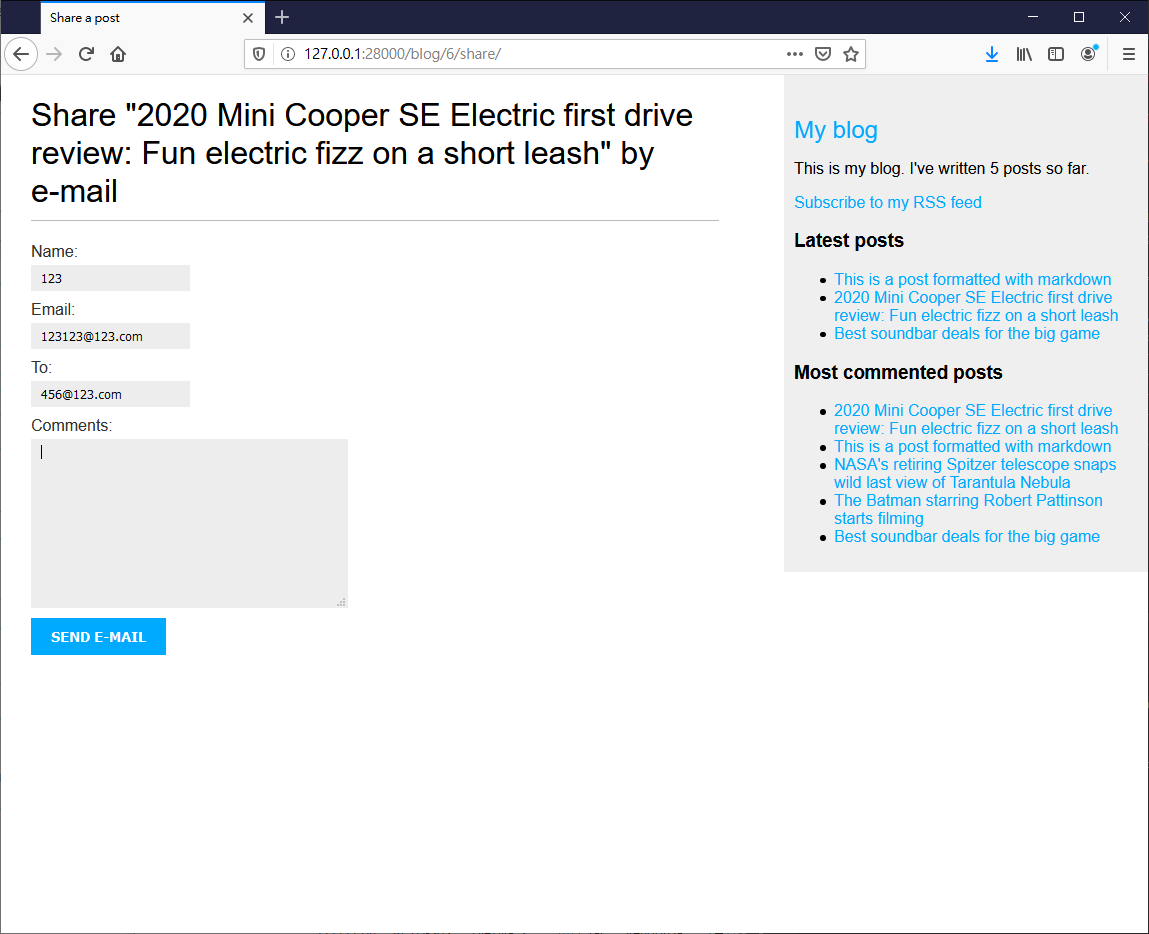 Share a post
127.0.0.1:28000/blog/6/share/
Share "2020 Mini Cooper SE Electric first drive
review: Fun electric fizz on a short leash" by
e-mail
Name:
123
Email:
123123@123.com
To:
456@123.com
Comments:
SEND E-MAIL
My blog
This is my blog. I've written 5 posts so far.
Subscribe to my RSS feed
Latest posts
This is a post formatted with markdown
2020 Mini Cooper SE Electric first drive
review: Fun electric fizz on a short leash
Best soundbar deals for the big game
Most commented posts
2020 Mini Cooper SE Electric first drive
review: Fun electric fizz on a short leash
This is a post formatted with markdown
NASA's retiring Spitzer telescope snaps
wild last view of Tarantula Nebula
The Batman starring Robert Pattinson
starts filming
Best soundbar deals for the big game